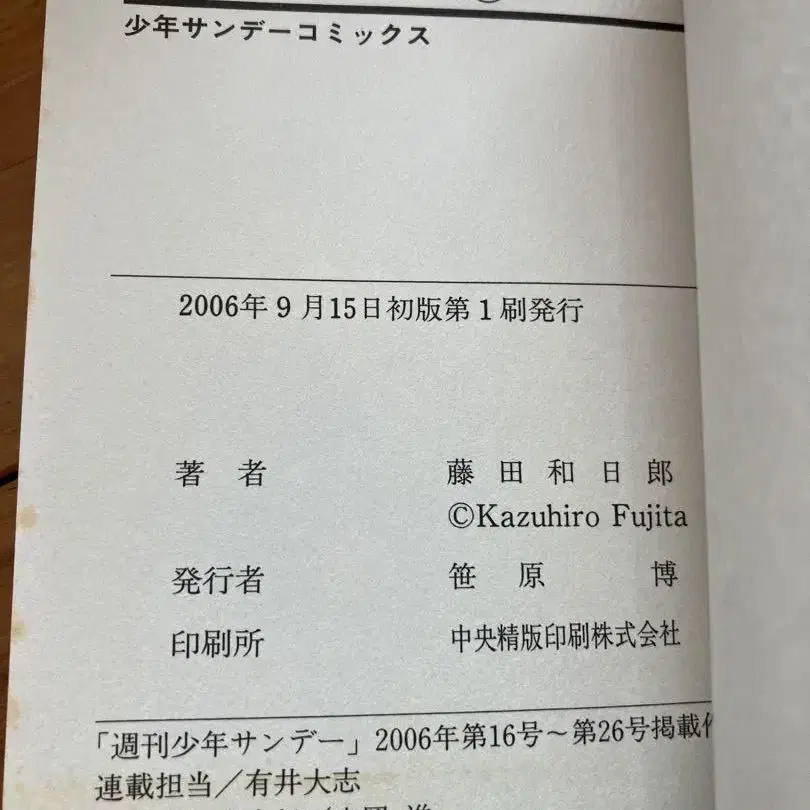 少年サンデーコミックス
2006年9月15日初版第1刷発行
著者 藤田和日郎
©Kazuhiro Fujita
発行者 笹原 博
印刷所 中央精版印刷株式会社
「週刊少年サンデー」2006年第16号〜第26号掲載
連載担当／有井大志